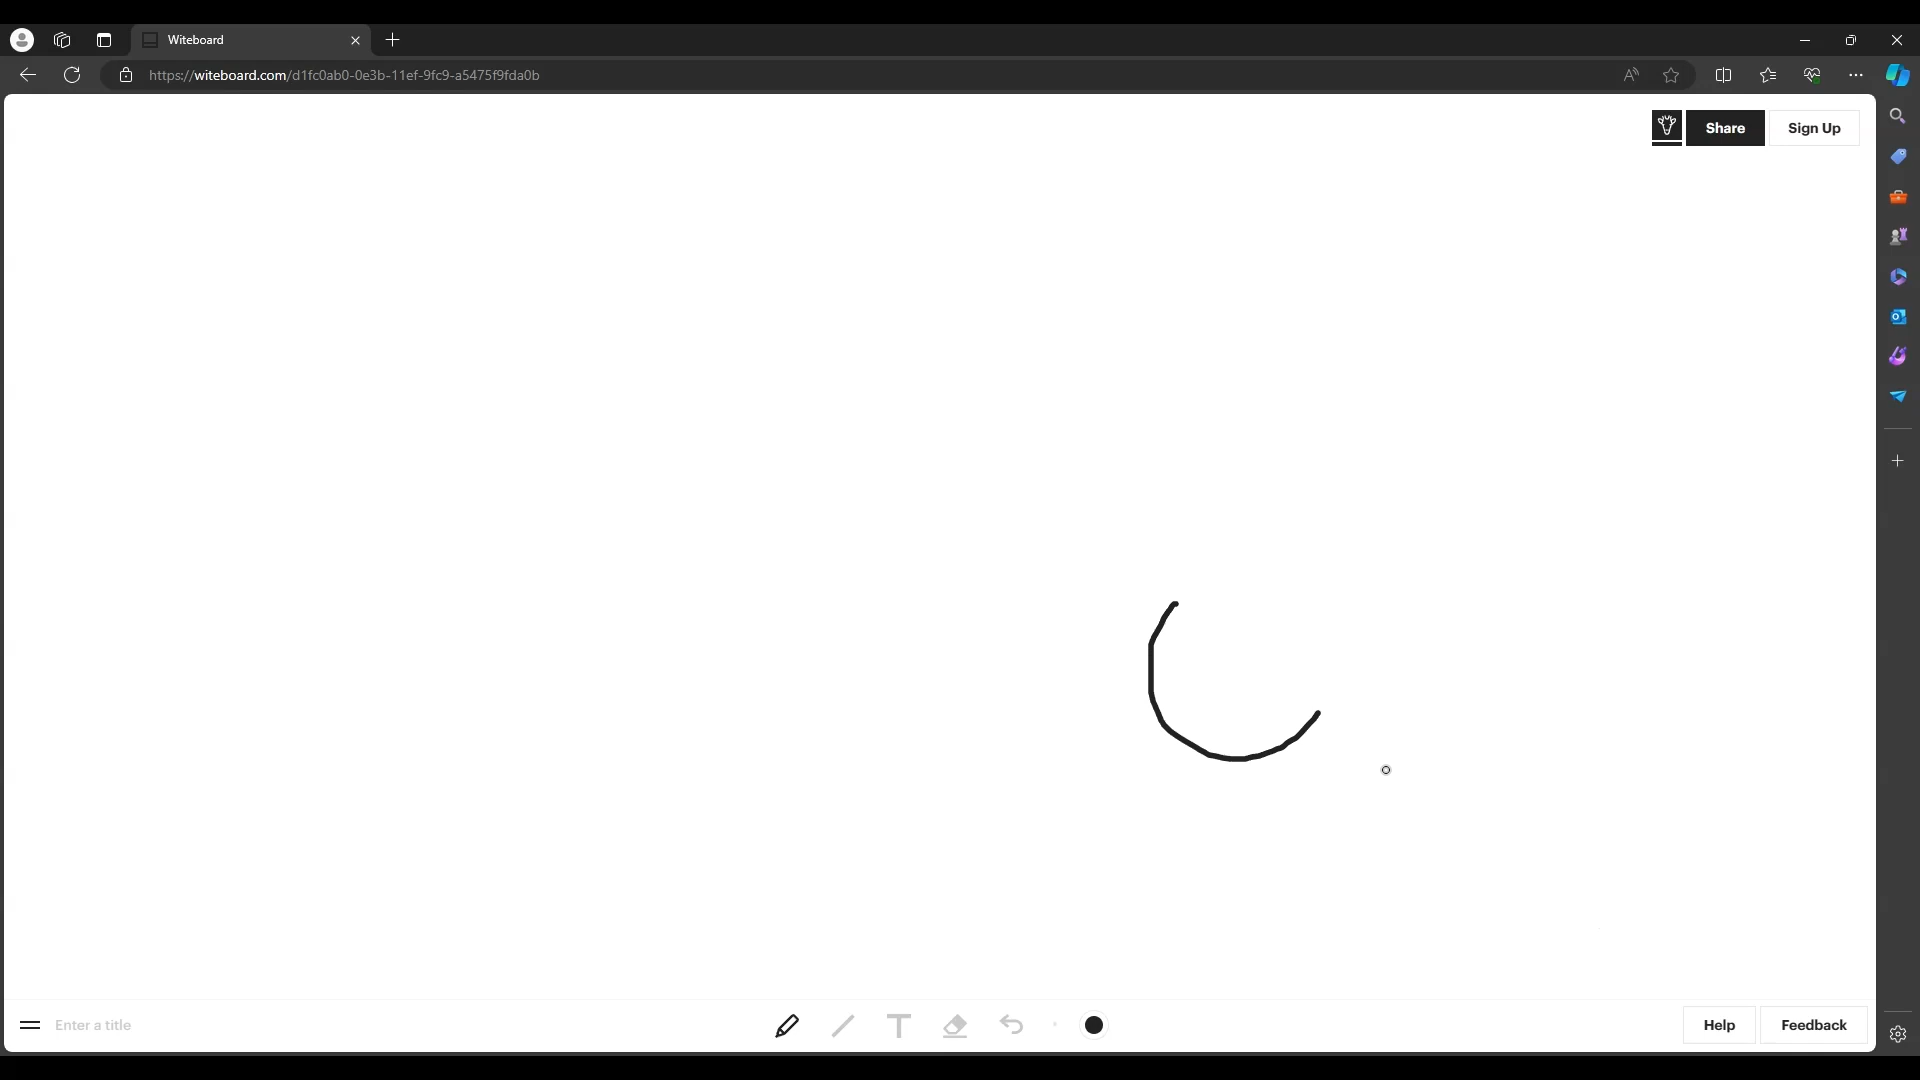 Witeboard
https://witeboard.com/d1fc0ab0-0e3b-11ef-9fc9-a5475f9fda0b
Share
Sign Up
Enter a title
Help
Feedback